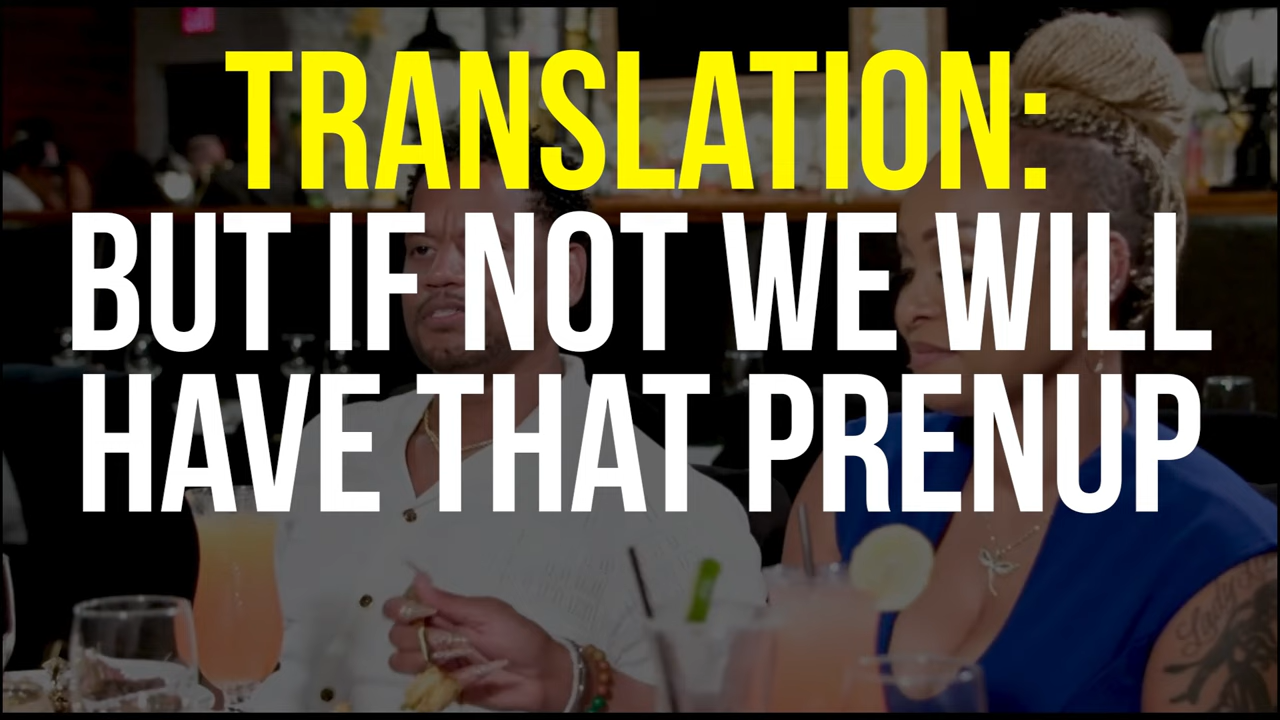 TRANSLATION:
BUT IF NOT WE WILL
HAVE THAT PRENUP